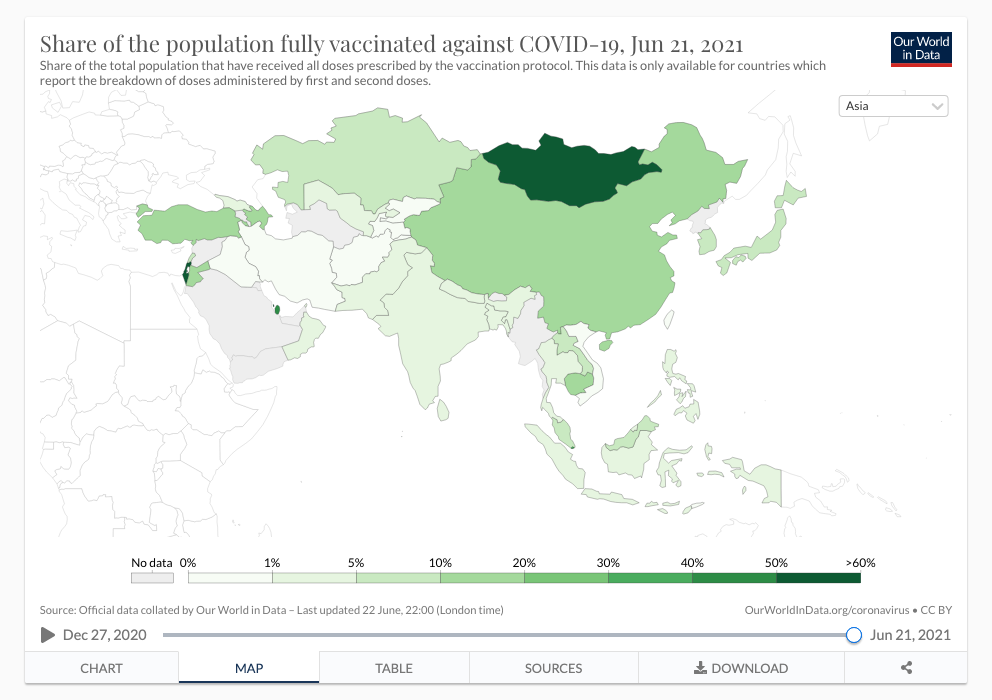 Share of the population fully vaccinated against COVID-19, Jun 21, 2021
Share of the total population that have received all doses prescribed by the vaccination protocol. This data is only available for countries which
report the breakdown of doses administered by first and second doses.
Our World
in Data
Asia
No data 0% 1% 5% 10% 20% 30% 40% 50% >60%
Source: Official data collated by Our World in Data – Last updated 22 June, 22:00 (London time)
OurWorldInData.org/coronavirus • CC BY
Dec 27, 2020
Jun 21, 2021
CHART
MAP
TABLE
SOURCES
DOWNLOAD